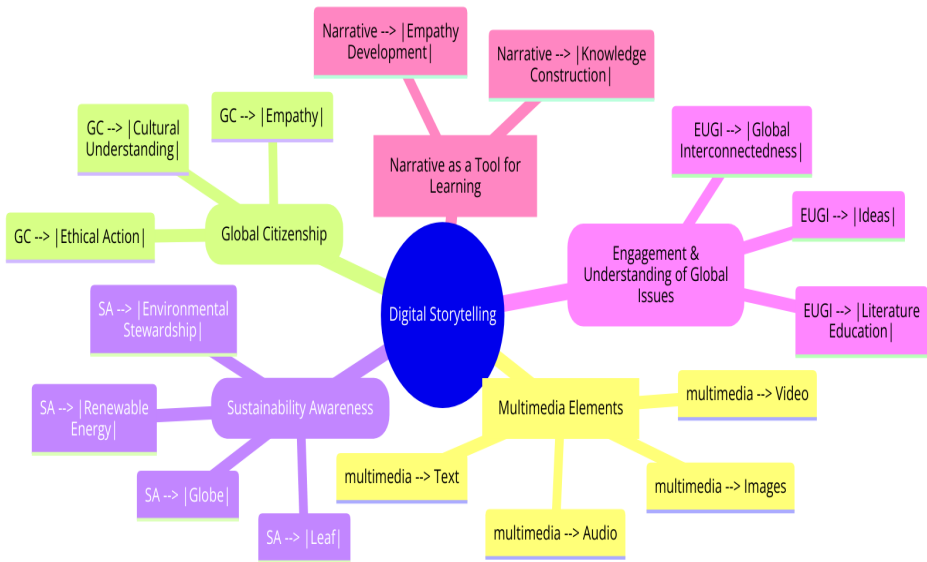 Narrative --> |Empathy
Development|
Narrative --> |Knowledge
Construction|
Narrative as a Tool for
Learning
GC --> |Cultural
Understanding|
GC --> |Empathy|
GC --> |Ethical Action|
Global Citizenship
EUGI --> |Global
Interconnectedness|
EUGI --> |Ideas|
EUGI --> |Literature
Education|
Engagement &
Understanding of Global
Issues
Digital Storytelling
SA --> |Environmental
Stewardship|
SA --> |Renewable
Energy|
SA --> |Globe|
SA --> |Leaf|
Sustainability Awareness
Multimedia Elements
multimedia --> Video
multimedia --> Text
multimedia --> Images
multimedia --> Audio